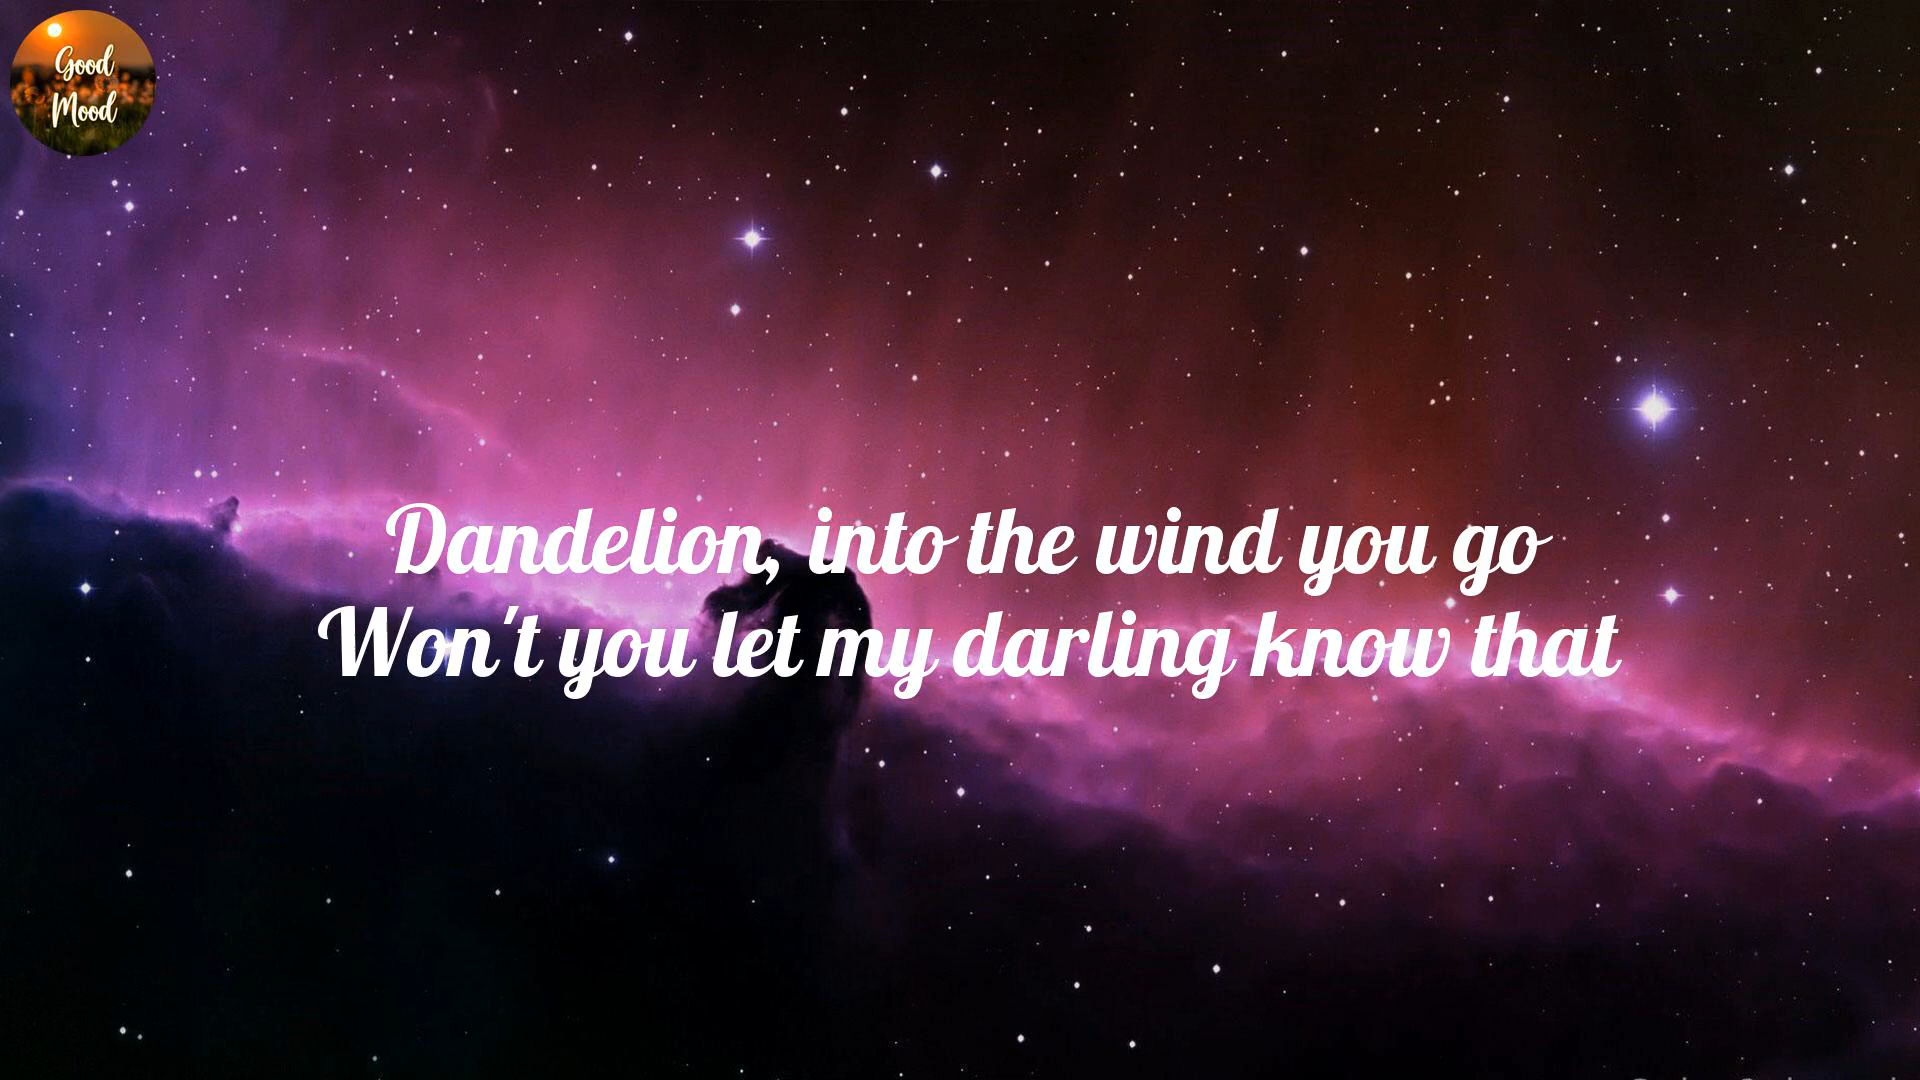 Good
Mood
Dandelion, into the wind you go
Won't you let my darling know that